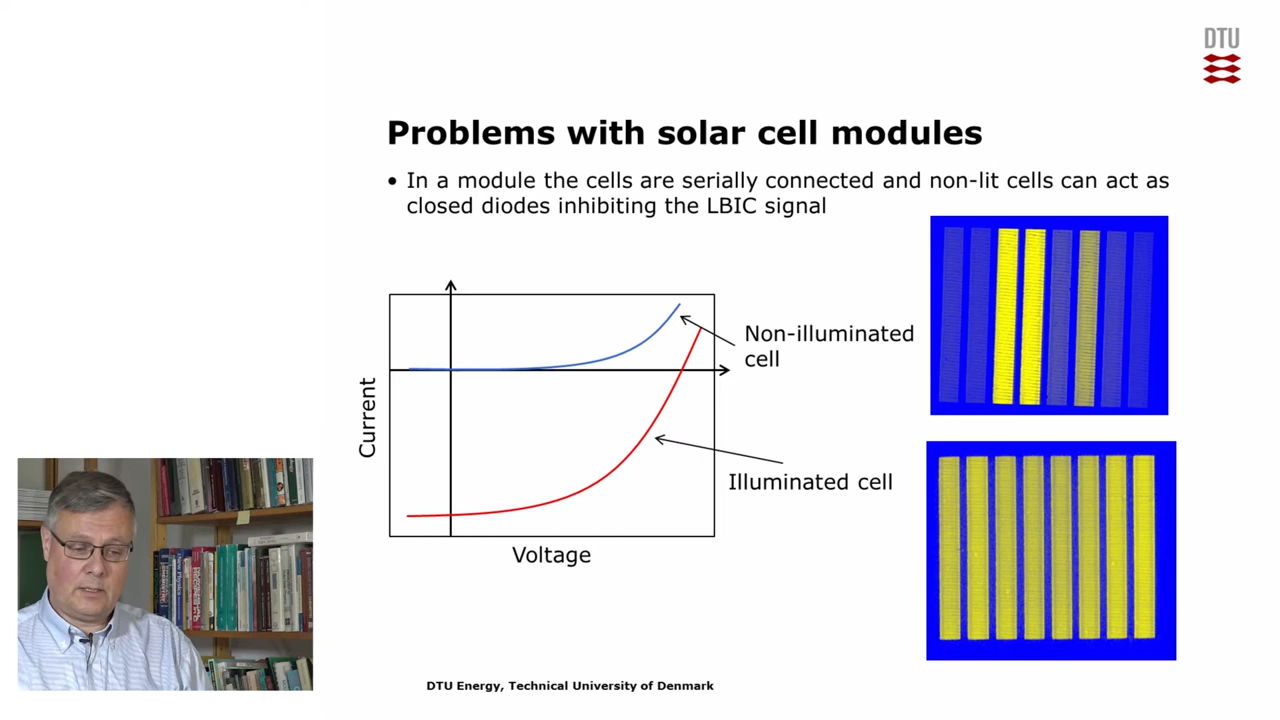 DTU
Problems with solar cell modules
• In a module the cells are serially connected and non-lit cells can act as
closed diodes inhibiting the LBIC signal
Non-illuminated
cell
Current
Illuminated cell
Voltage
DTU Energy, Technical University of Denmark